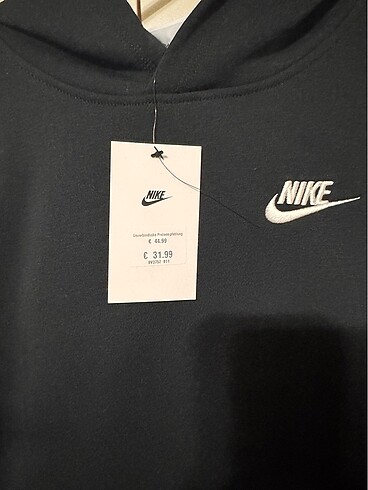 NIKE
NIKE
Unverbindliche Preisempfehlung
€ 44.99
€ 31.99